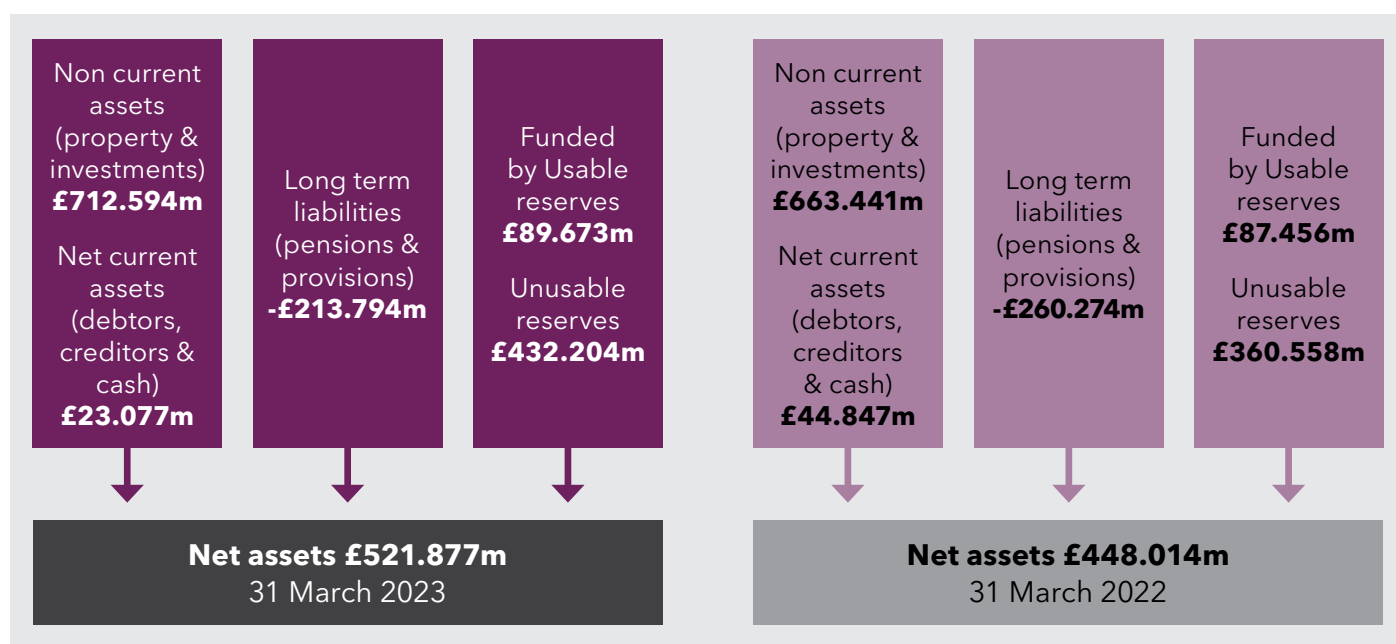 Non current
assets
(property &
investments)
£712.594m
Net current
assets
(debtors,
creditors &
cash)
£23.077m
Long term
liabilities
(pensions &
provisions)
-£213.794m
Funded
by Usable
reserves
£89.673m
Unusable
reserves
£432.204m
Net assets £521.877m
31 March 2023
Non current
assets
(property &
investments)
£663.441m
Net current
assets
(debtors,
creditors
& cash)
£44.847m
Long term
liabilities
(pensions &
provisions)
-£260.274m
Funded
by Usable
reserves
£87.456m
Unusable
reserves
£360.558m
Net assets £448.014m
31 March 2022